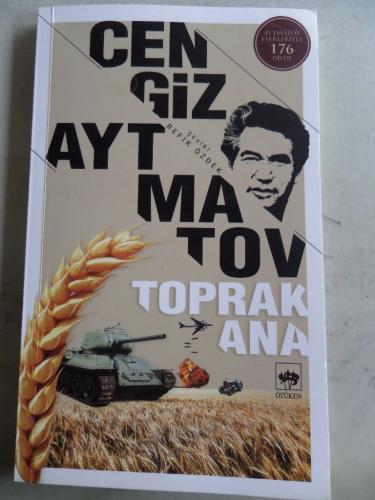 AYTMATOV
ESERLERİYLE
176
DİLDE
CEN
GİZ
ÇEVİRİ
REFİK ÖZDEK
AYT
MA
TOV
TOPRAK
ANA
ÖTÜKEN